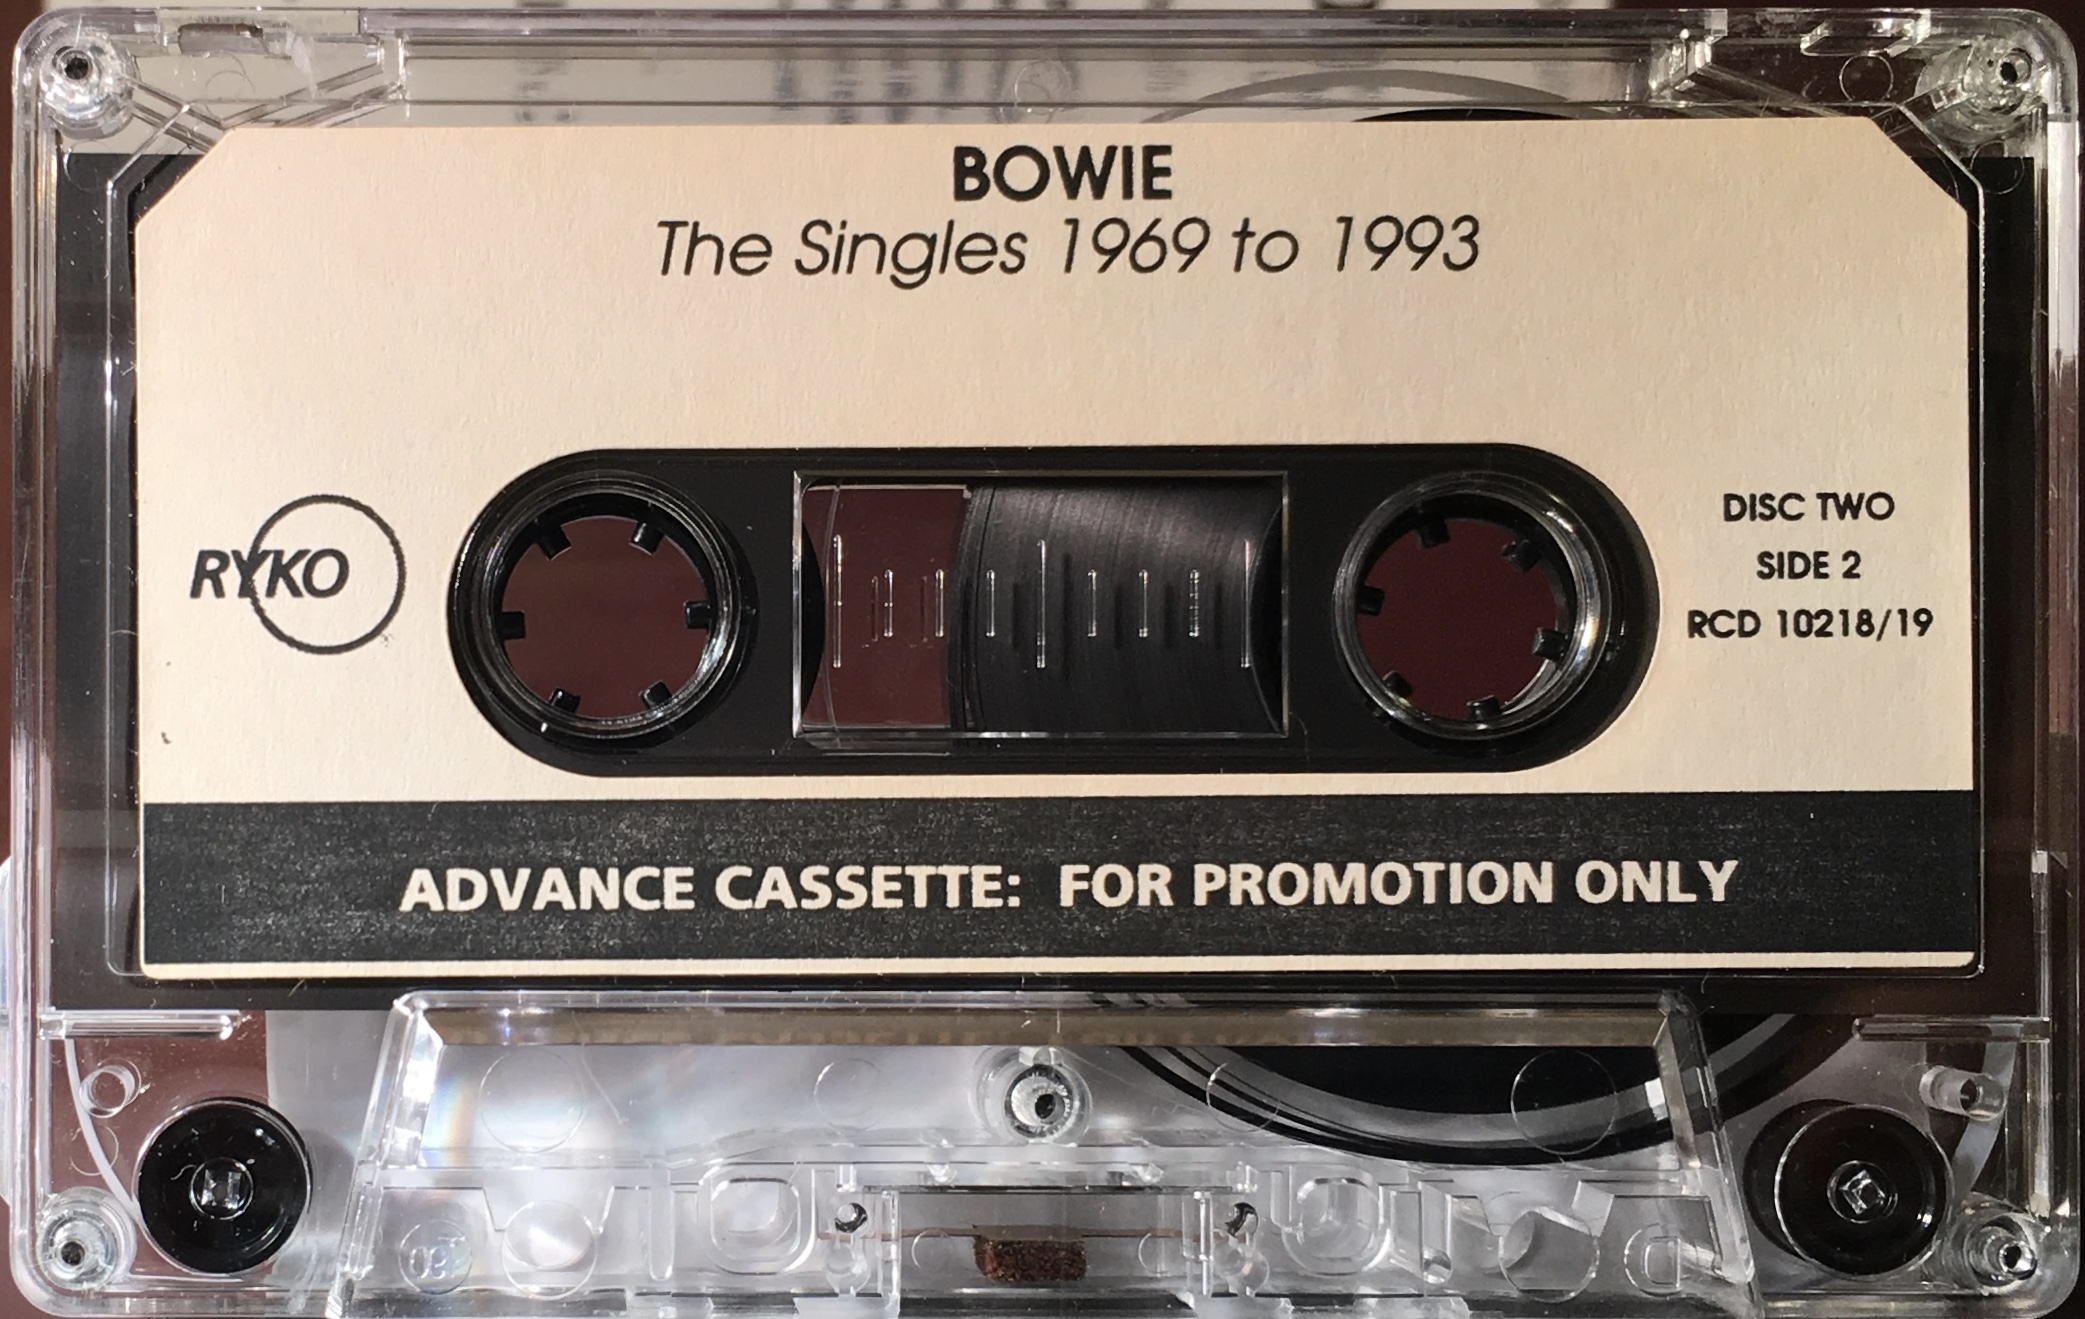 BOWIE
The Singles 1969 to 1993
RYKO
DISC TWO
SIDE 2
RCD 10218/19
ADVANCE CASSETTE: FOR PROMOTION ONLY